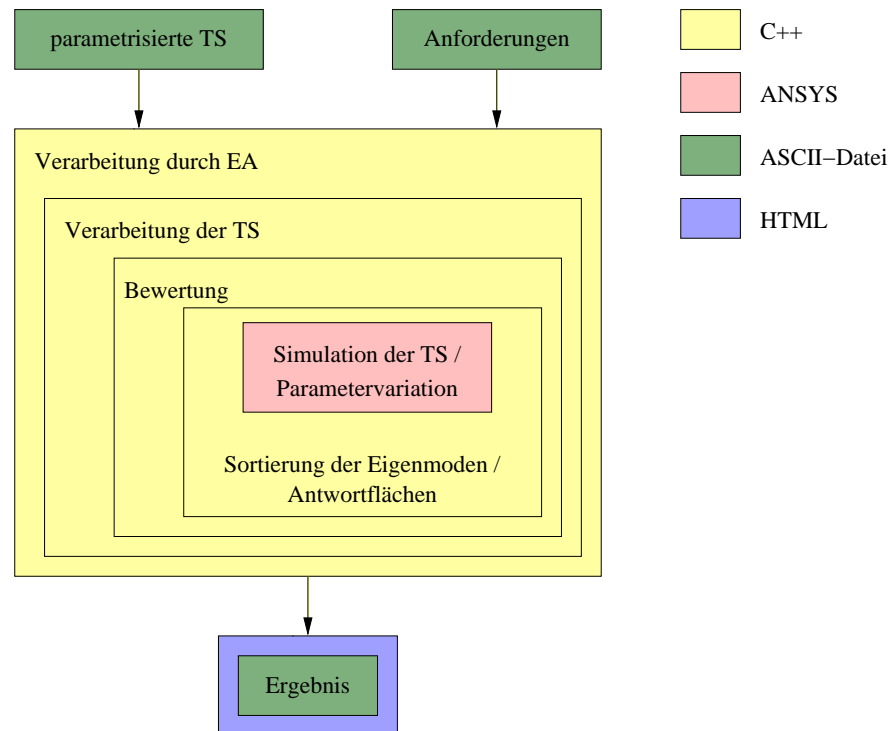 parametrisierte TS
Anforderungen
Verarbeitung durch EA
Verarbeitung der TS
Bewertung
Simulation der TS /
Parametervariation
Sortierung der Eigenmoden /
Antwortflächen
Ergebnis
C++
ANSYS
ASCII−Datei
HTML